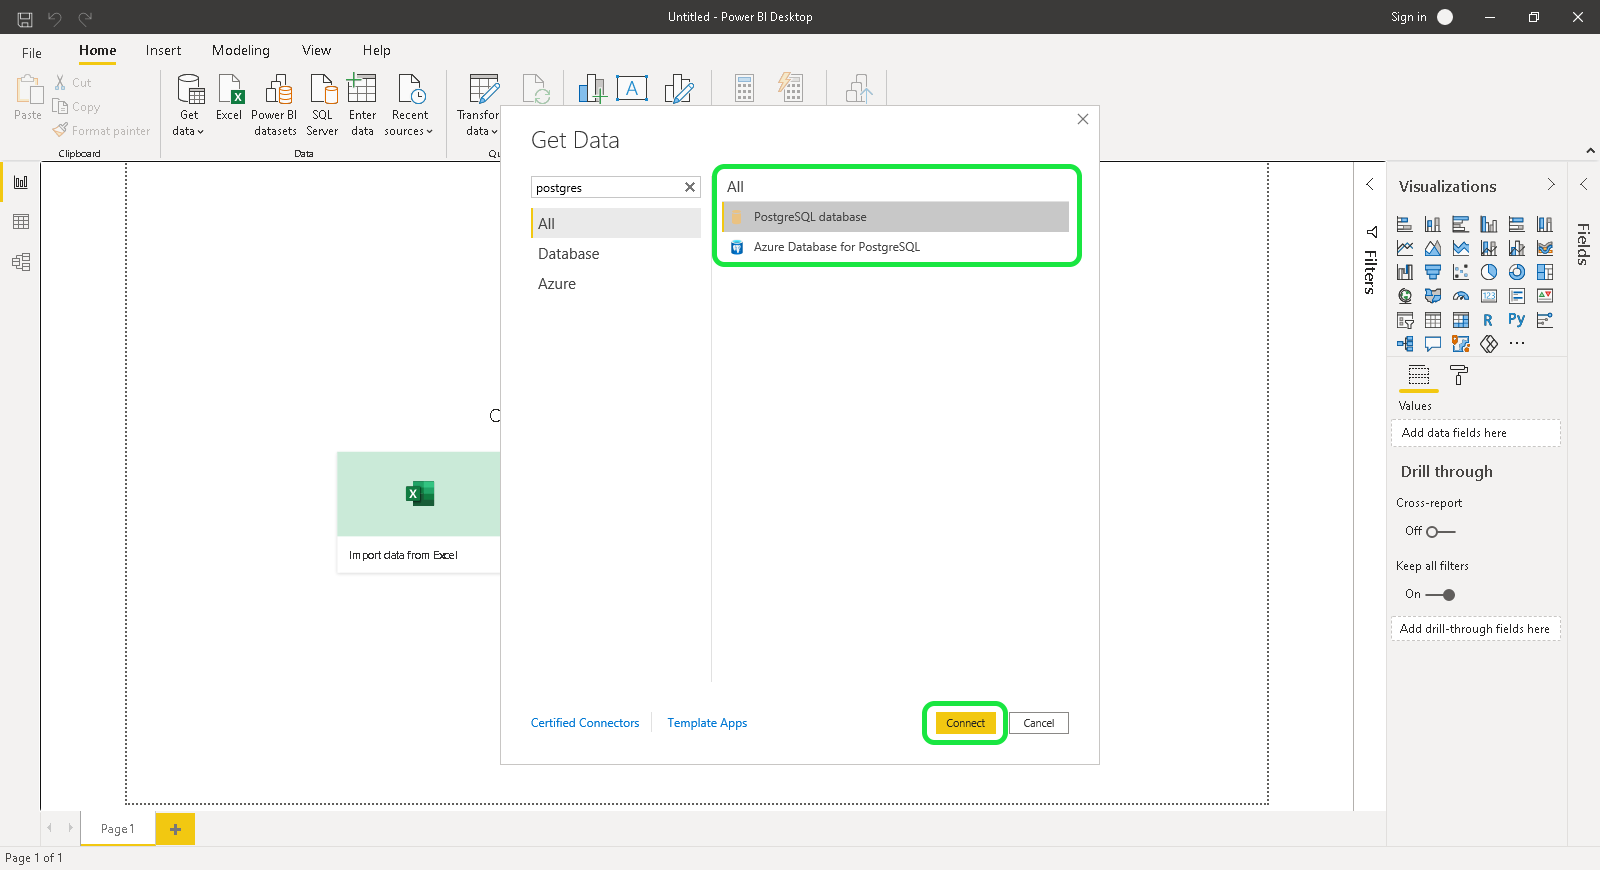 Untitled - Power BI Desktop
Sign in
File
Home
Insert
Modeling
View
Help
Paste
Cut
Copy
Format painter
Clipboard
Get data
Excel
Power BI datasets
SQL Server
Enter data
Recent sources
Data
Transfor
data
Qu
Get Data
postgres
All
Database
Azure
All
PostgreSQL database
Azure Database for PostgreSQL
Certified Connectors
Template Apps
Connect
Cancel
Import data from Excel
Filters
Visualizations
Fields
123
R
Py
Values
Add data fields here
Drill through
Cross-report
Off
Keep all filters
On
Add drill-through fields here
Page 1
Page 1 of 1